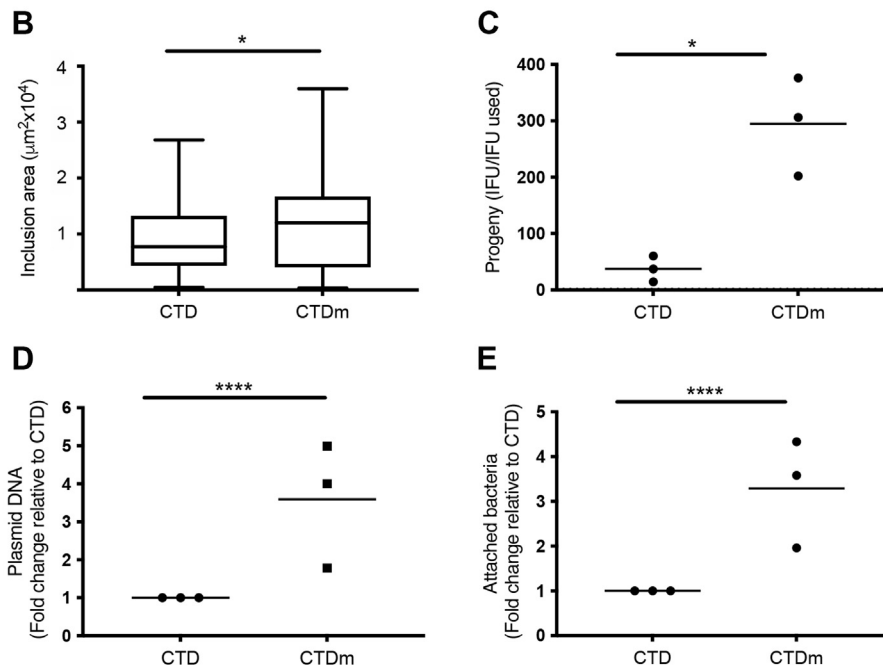 B
*
Inclusion area (μm²x10⁴)
4
3
2
1
CTD
CTDm
C
*
Progeny (IFU/IFU used)
400
300
200
100
0
CTD
CTDm
D
****
Plasmid DNA
(Fold change relative to CTD)
6
5
4
3
2
1
0
CTD
CTDm
E
****
Attached bacteria
(Fold change relative to CTD)
5
4
3
2
1
0
CTD
CTDm